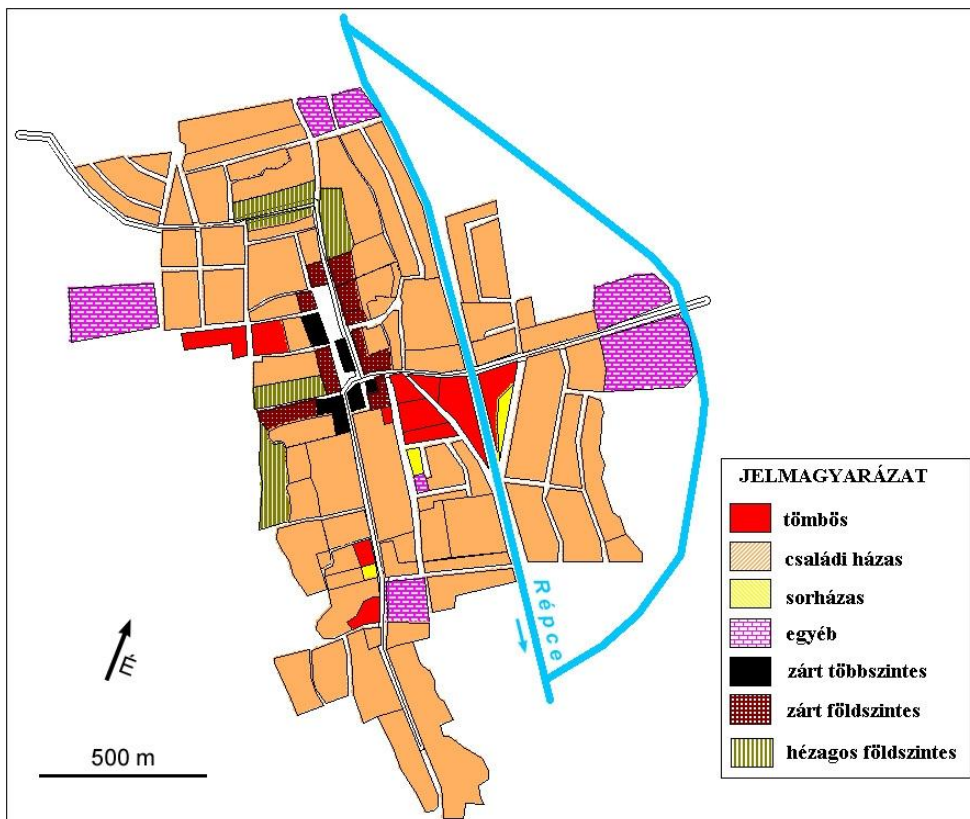 Répce
É
500 m
JELMAGYARÁZAT
tömbös
családi házas
sorházas
egyéb
zárt többszintes
zárt földszintes
hézagos földszintes